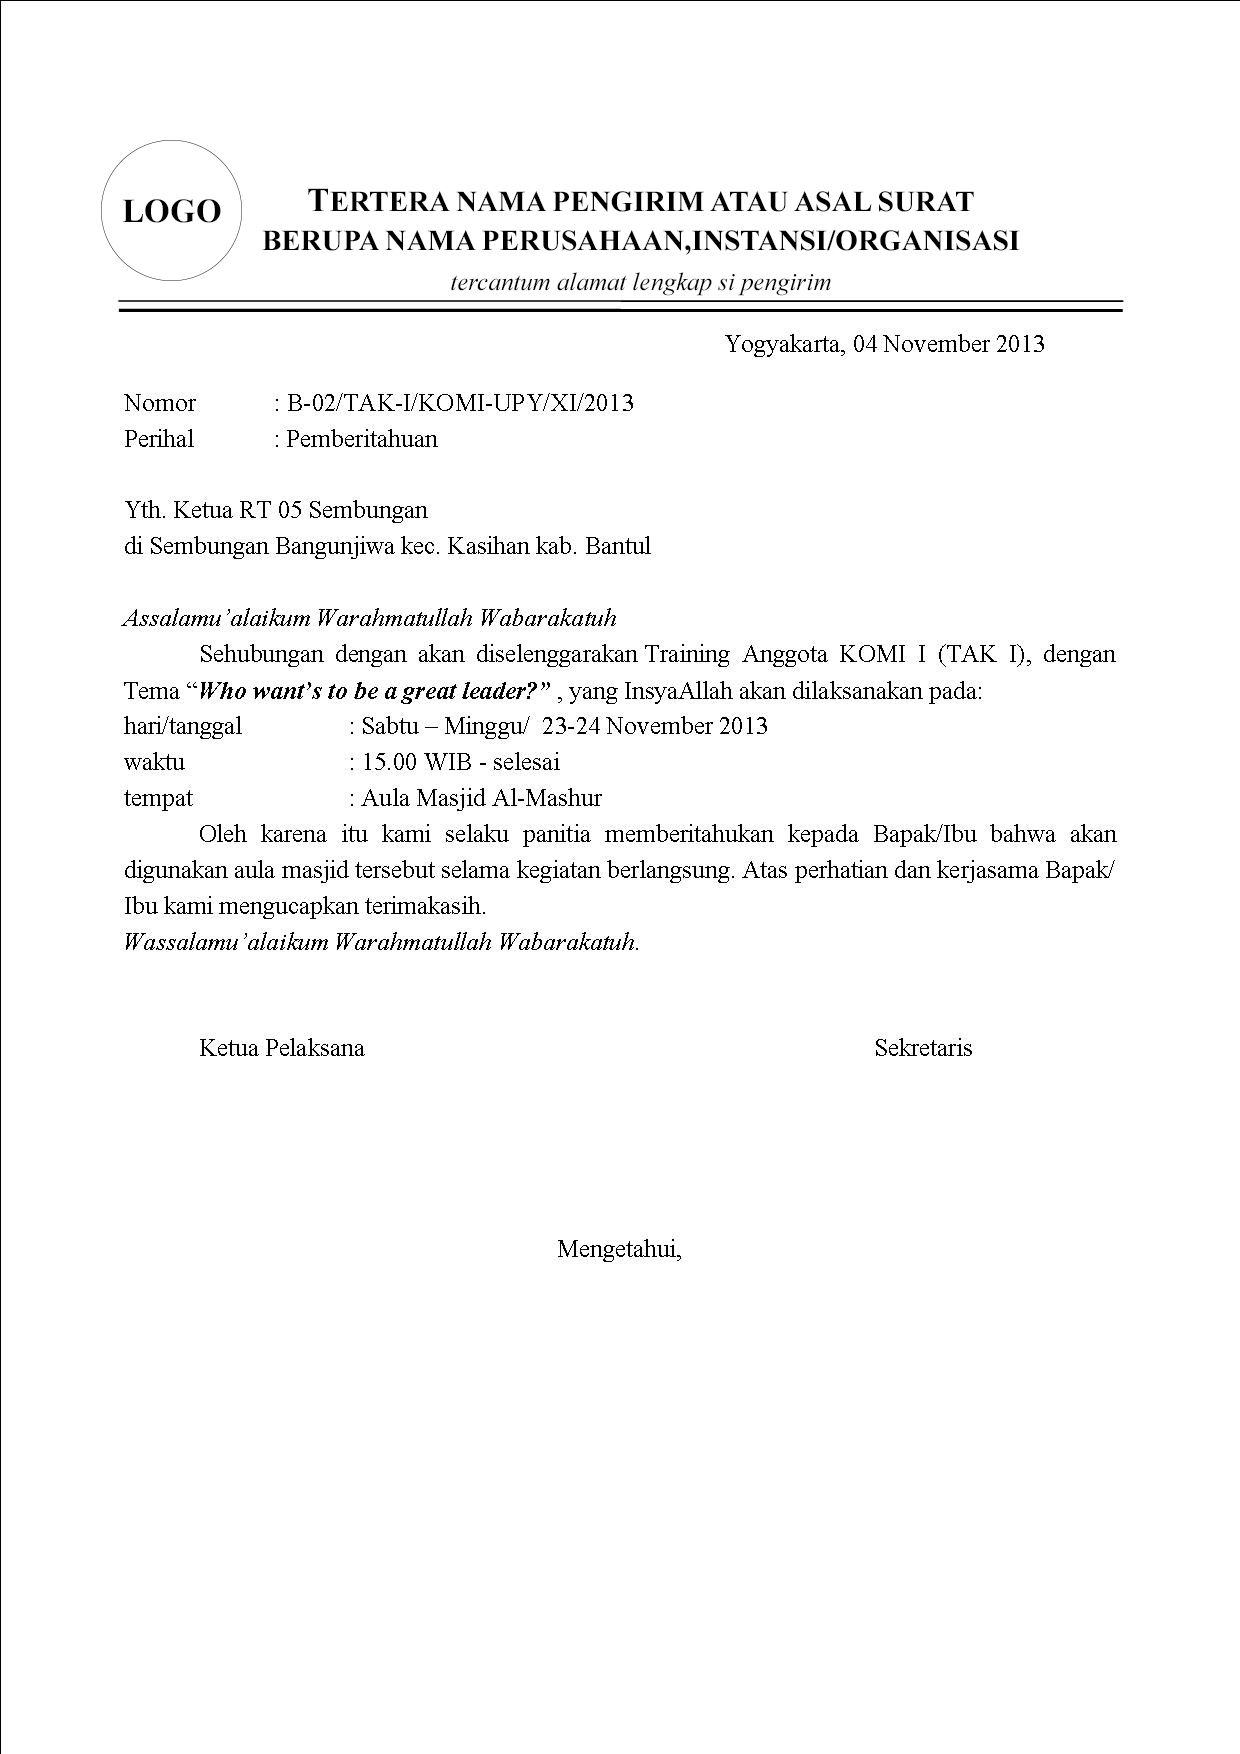 LOGO
TERTERA NAMA PENGIRIM ATAU ASAL SURAT
BERUPA NAMA PERUSAHAAN,INSTANSI/ORGANISASI
tercantum alamat lengkap si pengirim
Yogyakarta, 04 November 2013
Nomor : B-02/TAK-I/KOMI-UPY/XI/2013
Perihal : Pemberitahuan
Yth. Ketua RT 05 Sembungan
di Sembungan Bangunjiwa kec. Kasihan kab. Bantul
Assalamu’alaikum Warahmatullah Wabarakatuh
Sehubungan dengan akan diselenggarakan Training Anggota KOMI I (TAK I), dengan
Tema “Who want’s to be a great leader?” , yang InsyaAllah akan dilaksanakan pada:
hari/tanggal : Sabtu – Minggu/ 23-24 November 2013
waktu : 15.00 WIB - selesai
tempat : Aula Masjid Al-Mashur
Oleh karena itu kami selaku panitia memberitahukan kepada Bapak/Ibu bahwa akan
digunakan aula masjid tersebut selama kegiatan berlangsung. Atas perhatian dan kerjasama Bapak/
Ibu kami mengucapkan terimakasih.
Wassalamu’alaikum Warahmatullah Wabarakatuh.
Ketua Pelaksana Sekretaris
Mengetahui,